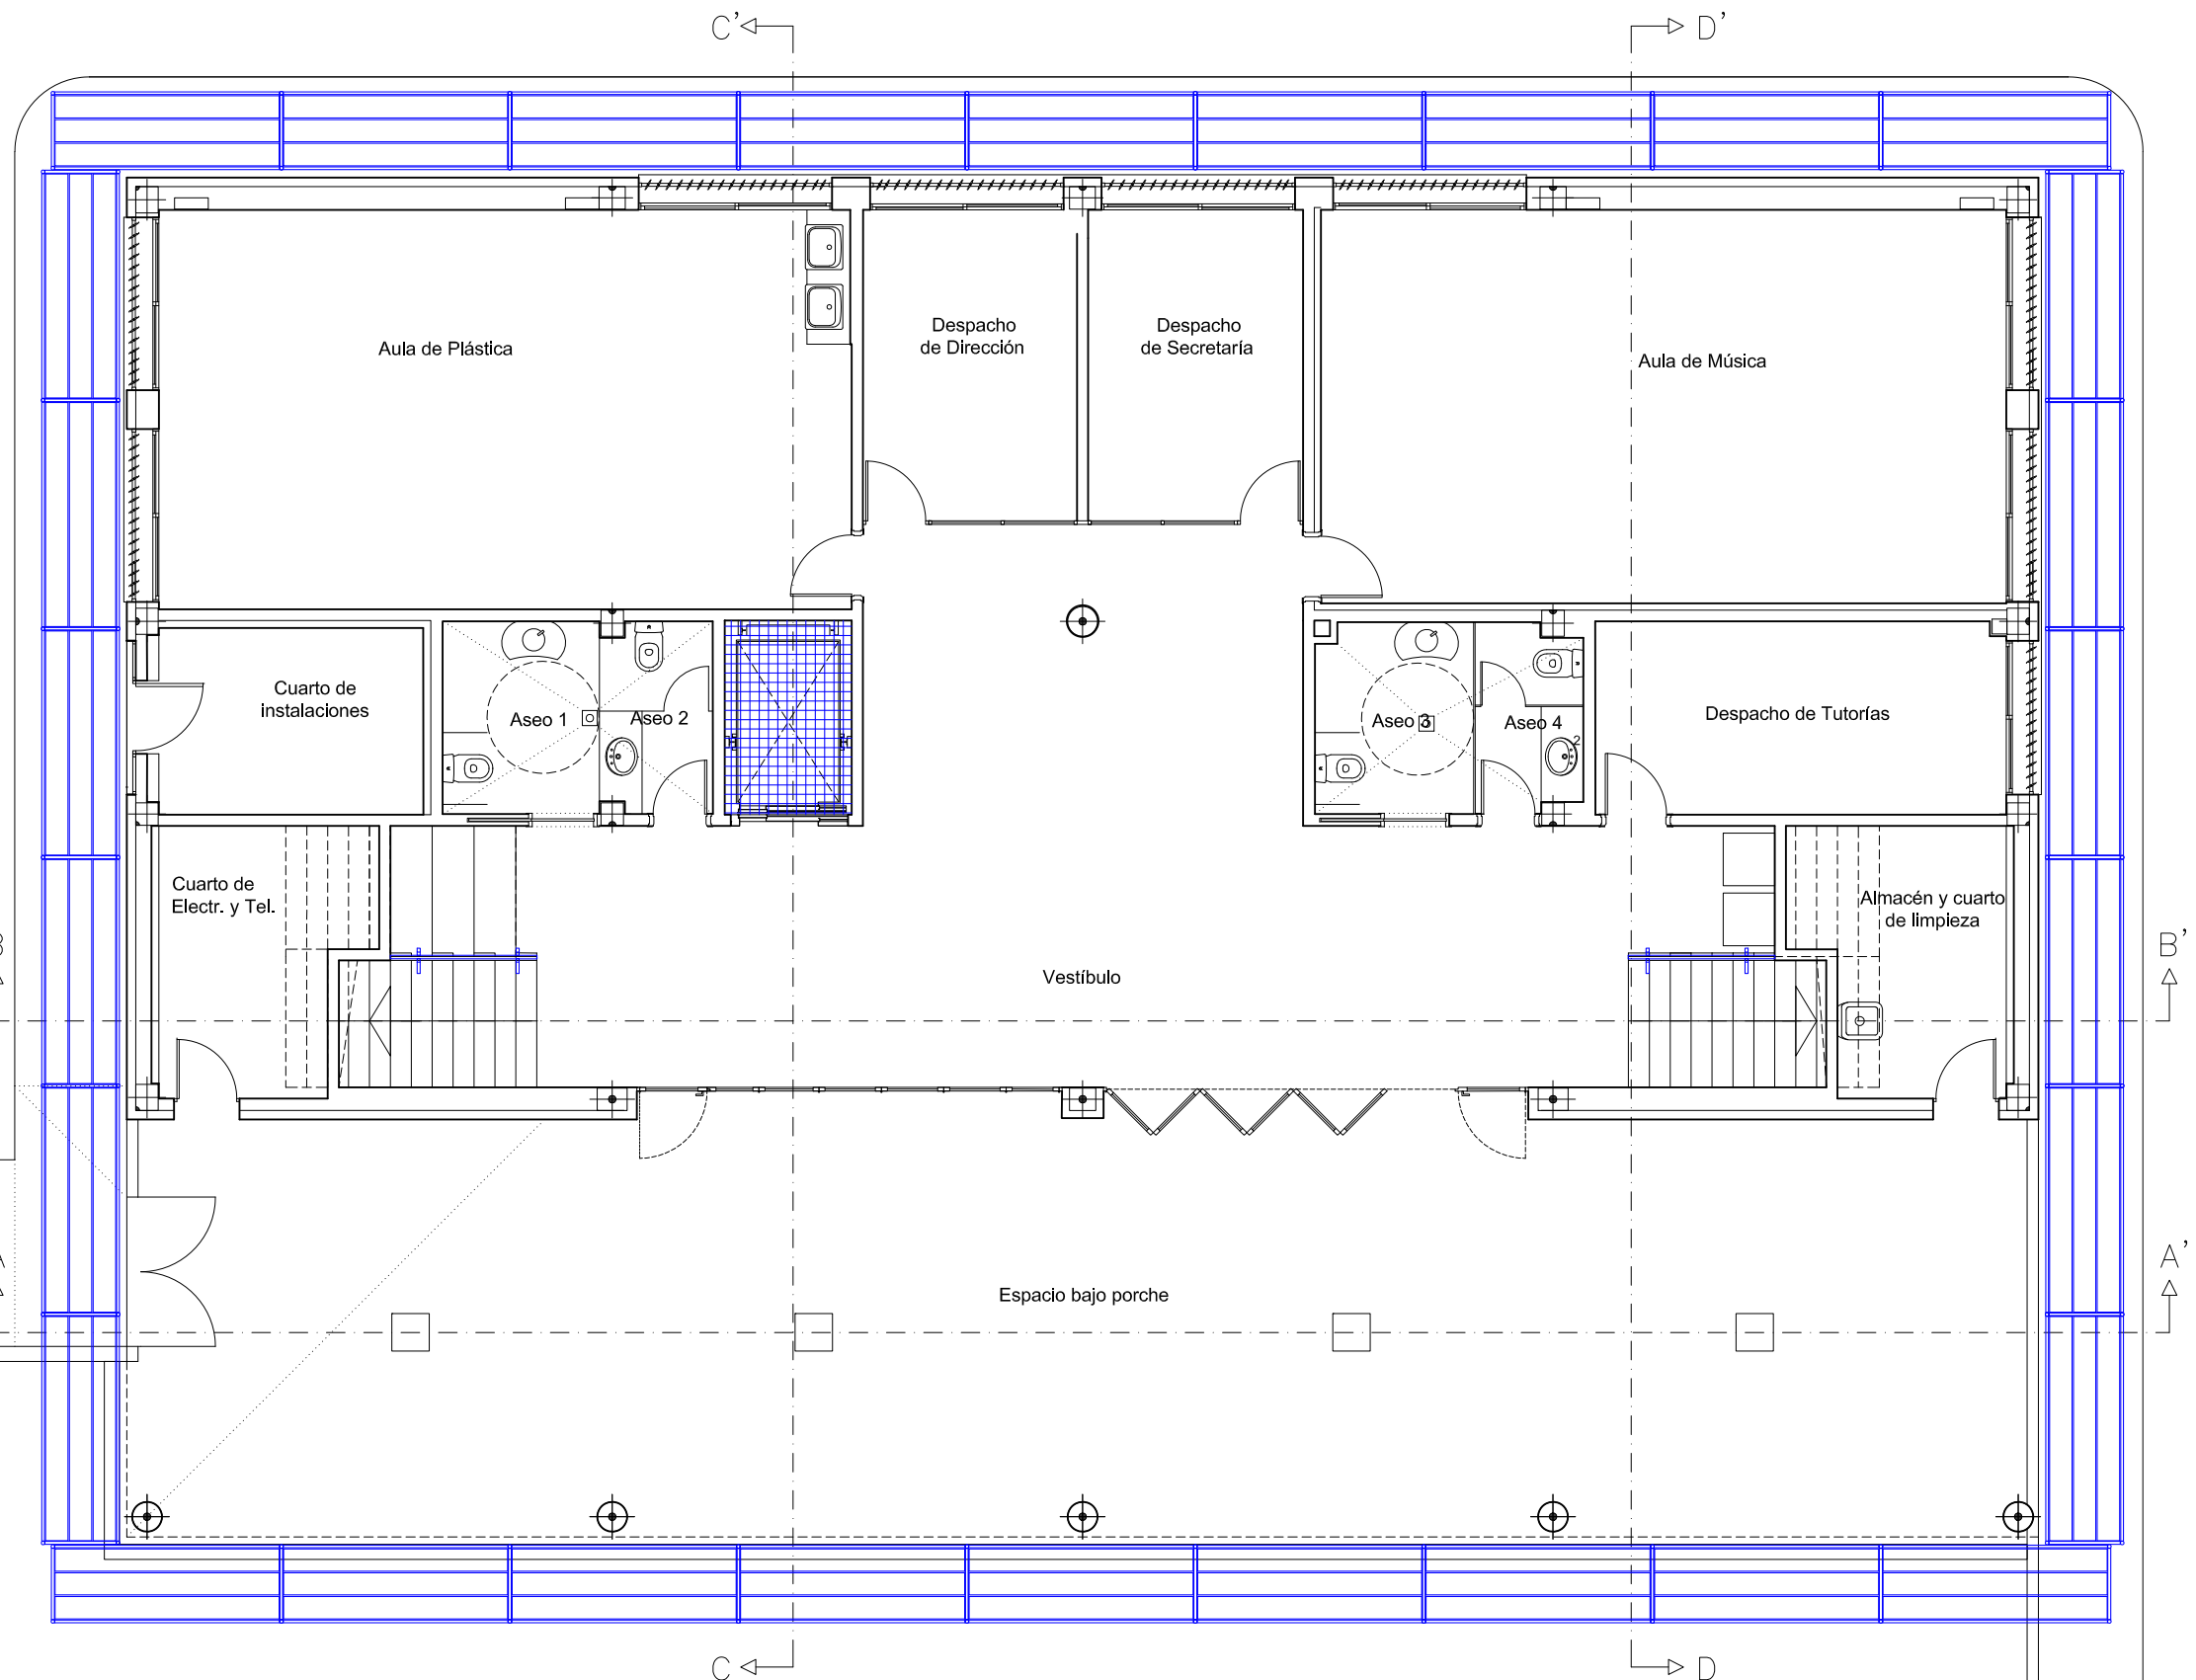 C'
D'
Aula de Plástica
Despacho
de Dirección
Despacho
de Secretaría
Aula de Música
Cuarto de
instalaciones
Aseo 1
Aseo 2
Aseo 3
Aseo 4
2
Despacho de Tutorías
Cuarto de
Electr. y Tel.
Almacén y cuarto
de limpieza
Vestíbulo
B'
Espacio bajo porche
A'
C
D